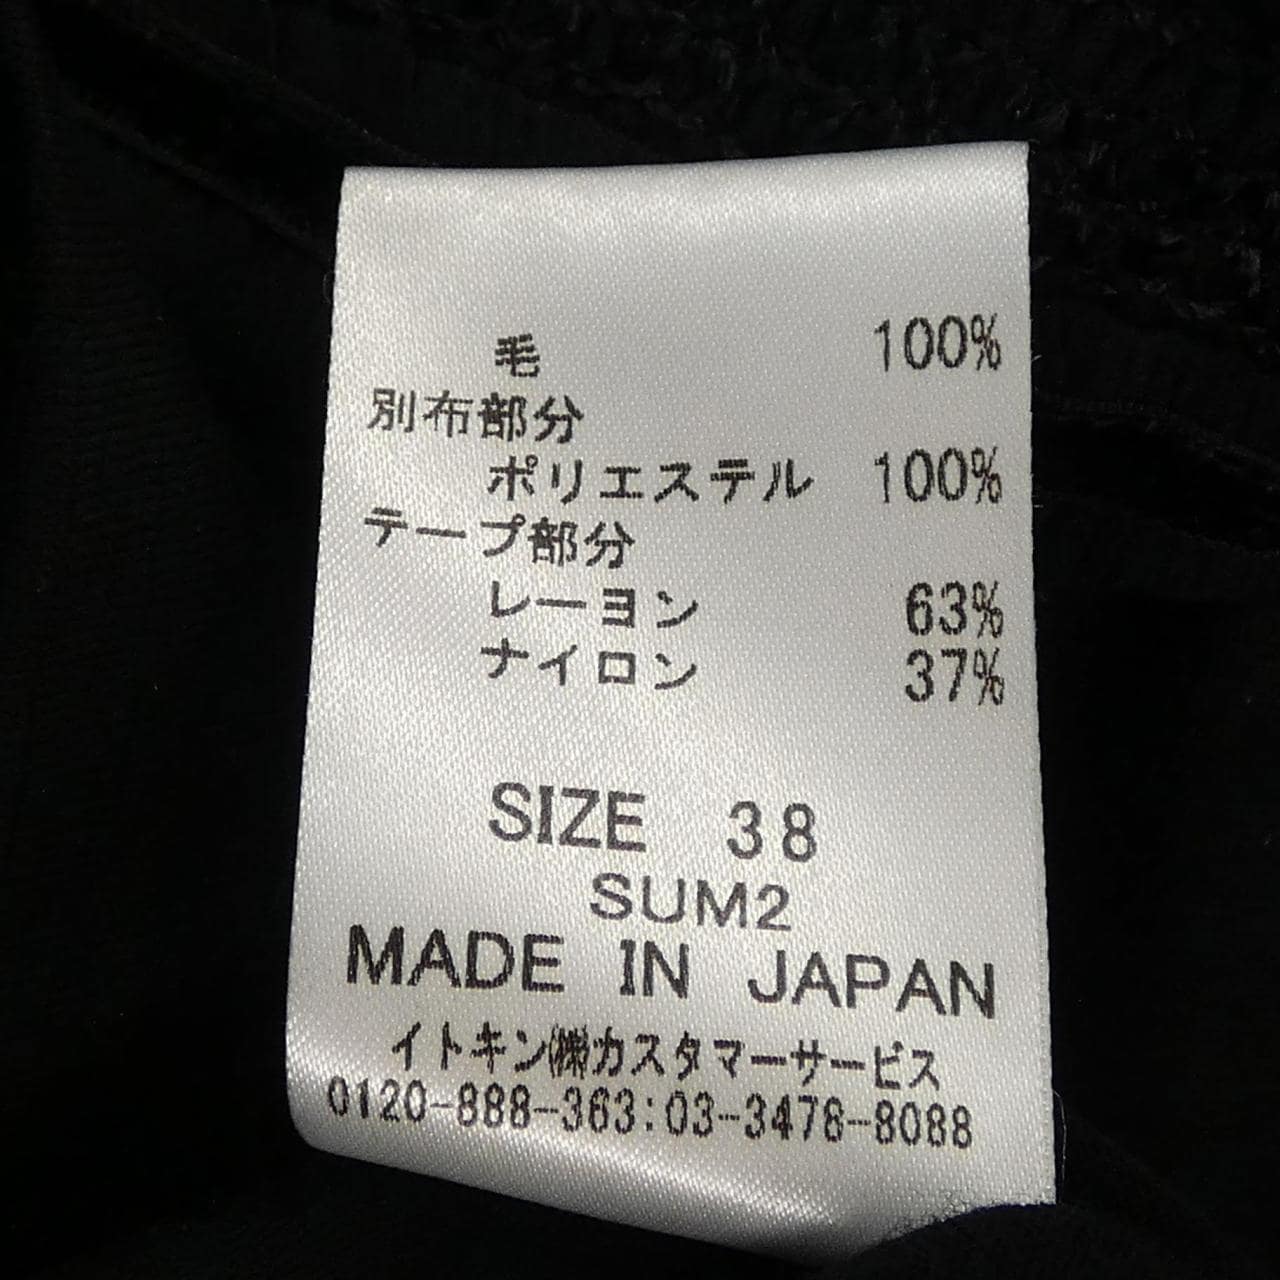 毛 100%
別布部分
ポリエステル 100%
テープ部分
レーヨン 63%
ナイロン 37%
SIZE 38
SUM2
MADE IN JAPAN
イトキン㈱カスタマーサービス
0120-888-363:03-3478-8088